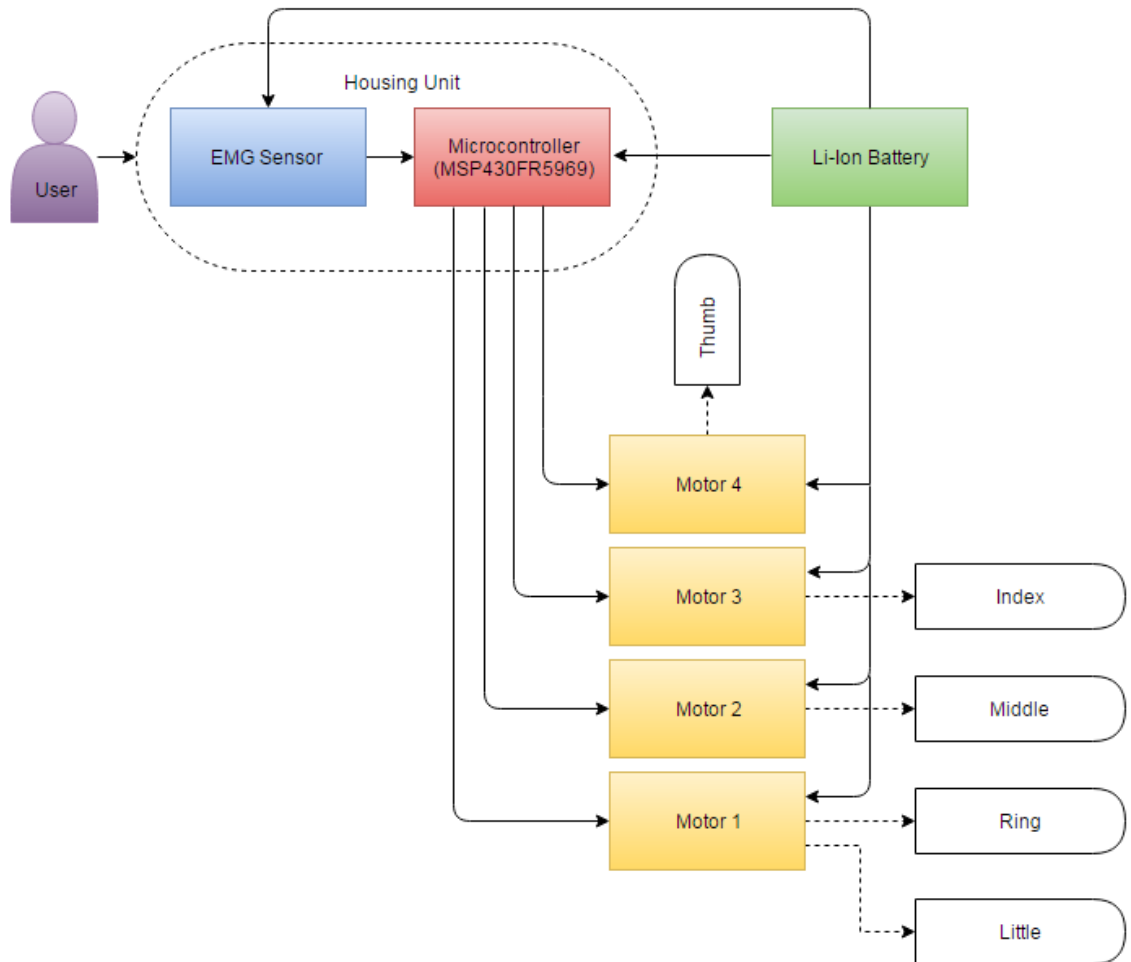 Housing Unit
User
EMG Sensor
Microcontroller
(MSP430FR5969)
Li-Ion Battery
Thumb
Motor 4
Motor 3
Index
Motor 2
Middle
Motor 1
Ring
Little